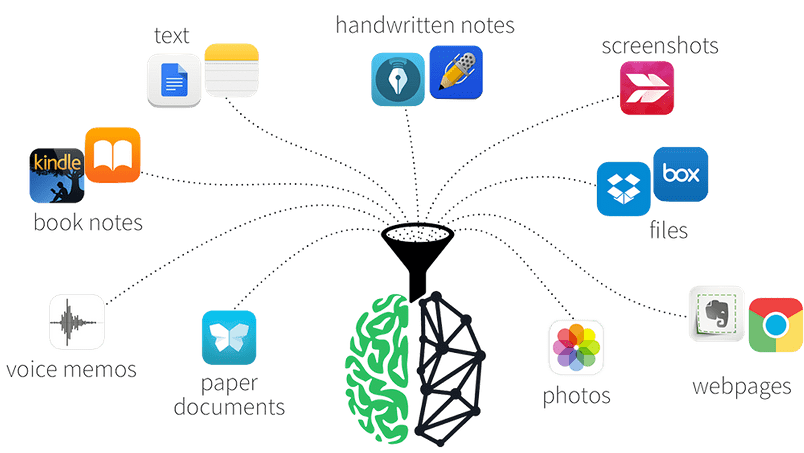 text
handwritten notes
screenshots
kindle
book notes
box
files
voice memos
paper
documents
photos
webpages